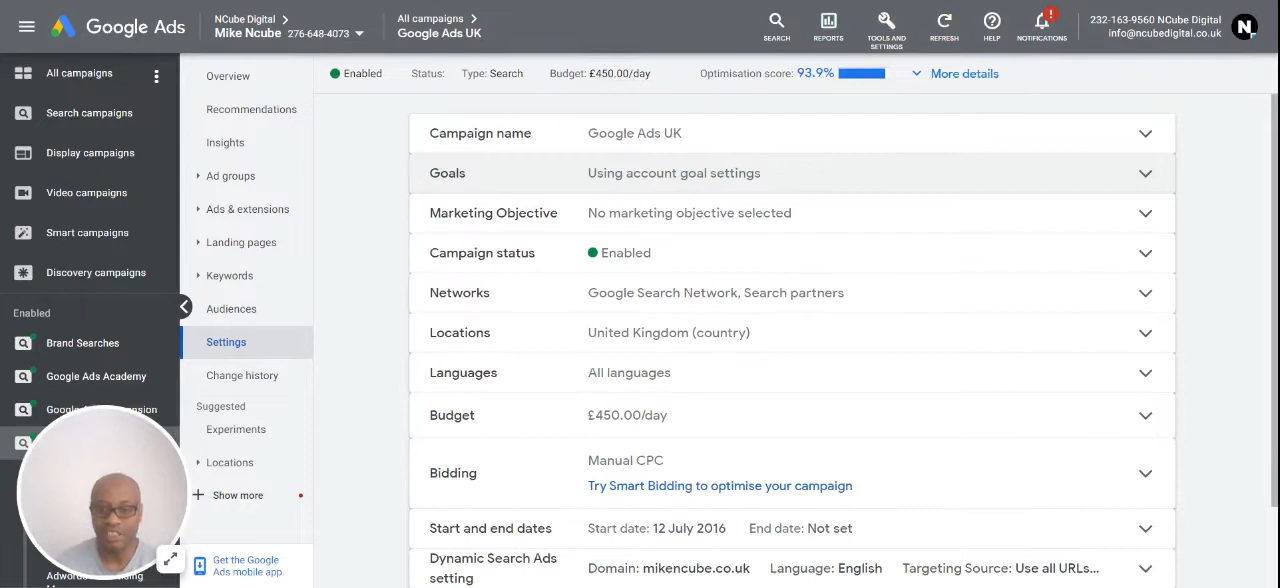 Google Ads
NCube Digital
Mike Ncube 276-648-4073
All campaigns
Google Ads UK
SEARCH
REPORTS
TOOLS AND
SETTINGS
REFRESH
HELP
!
NOTIFICATIONS
232-163-9560 NCube Digital
info@ncubedigital.co.uk
N
All campaigns
Search campaigns
Display campaigns
Video campaigns
Smart campaigns
Discovery campaigns
Enabled
Brand Searches
Google Ads Academy
Overview
Recommendations
Insights
Ad groups
Ads & extensions
Landing pages
Keywords
Audiences
Settings
Change history
Suggested
Experiments
Locations
Show more
Get the Google
Ads mobile app
Enabled Status: Type: Search Budget: £450.00/day Optimisation score: 93.9% More details
Campaign name Google Ads UK
Goals Using account goal settings
Marketing Objective No marketing objective selected
Campaign status Enabled
Networks Google Search Network, Search partners
Locations United Kingdom (country)
Languages All languages
Budget £450.00/day
Bidding Manual CPC
Try Smart Bidding to optimise your campaign
Start and end dates Start date: 12 July 2016 End date: Not set
Dynamic Search Ads
setting Domain: mikencube.co.uk Language: English Targeting Source: Use all URLs...